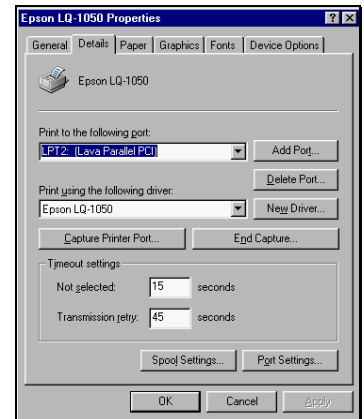 Epson LQ-1050 Properties
General Details Paper Graphics Fonts Device Options
Epson LQ-1050
Print to the following port:
LPT2: (Lava Parallel PCI) Add Port...
Delete Port...
Print using the following driver:
Epson LQ-1050 New Driver...
Capture Printer Port... End Capture...
Timeout settings
Not selected: 15 seconds
Transmission retry: 45 seconds
Spool Settings... Port Settings...
OK Cancel Apply